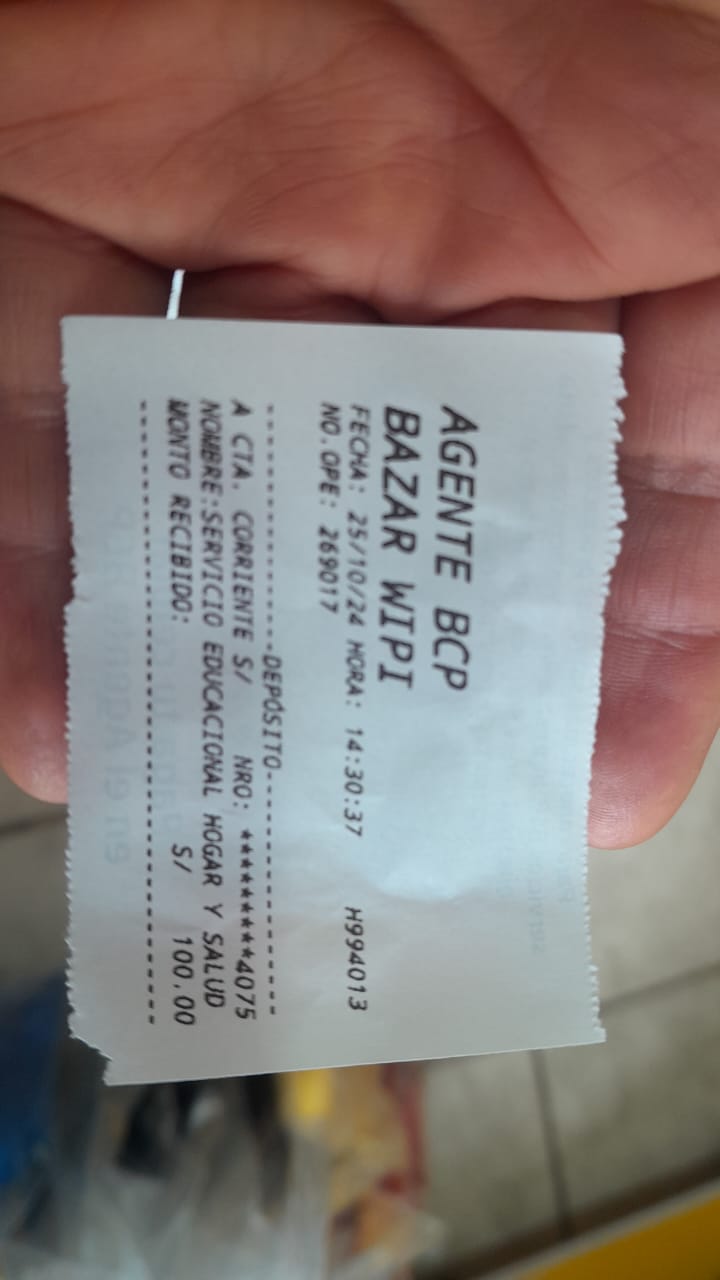 AGENTE BCP
BAZAR WIPI
FECHA: 25/10/24 HORA: 14:30:37 H994013
NO.OPE: 269017
------------------DEPÓSITO------------------
A CTA. CORRIENTE S/ NRO: *********4075
NOMBRE:SERVICIO EDUCACIONAL HOGAR Y SALUD
MONTO RECIBIDO: S/ 100.00
--------------------------------------------